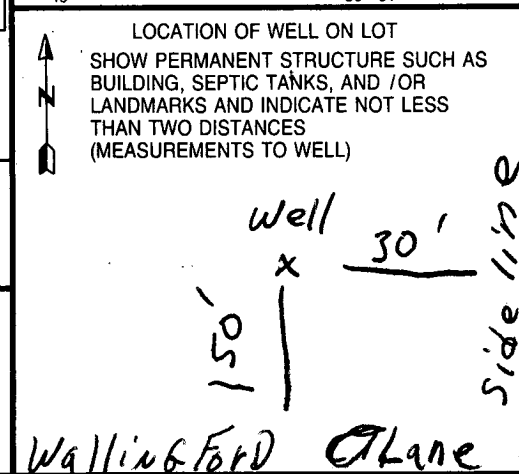 LOCATION OF WELL ON LOT
SHOW PERMANENT STRUCTURE SUCH AS
BUILDING, SEPTIC TANKS, AND /OR
LANDMARKS AND INDICATE NOT LESS
THAN TWO DISTANCES
(MEASUREMENTS TO WELL)
N
Well
x
30'
side line
150'
WallingForD Lane